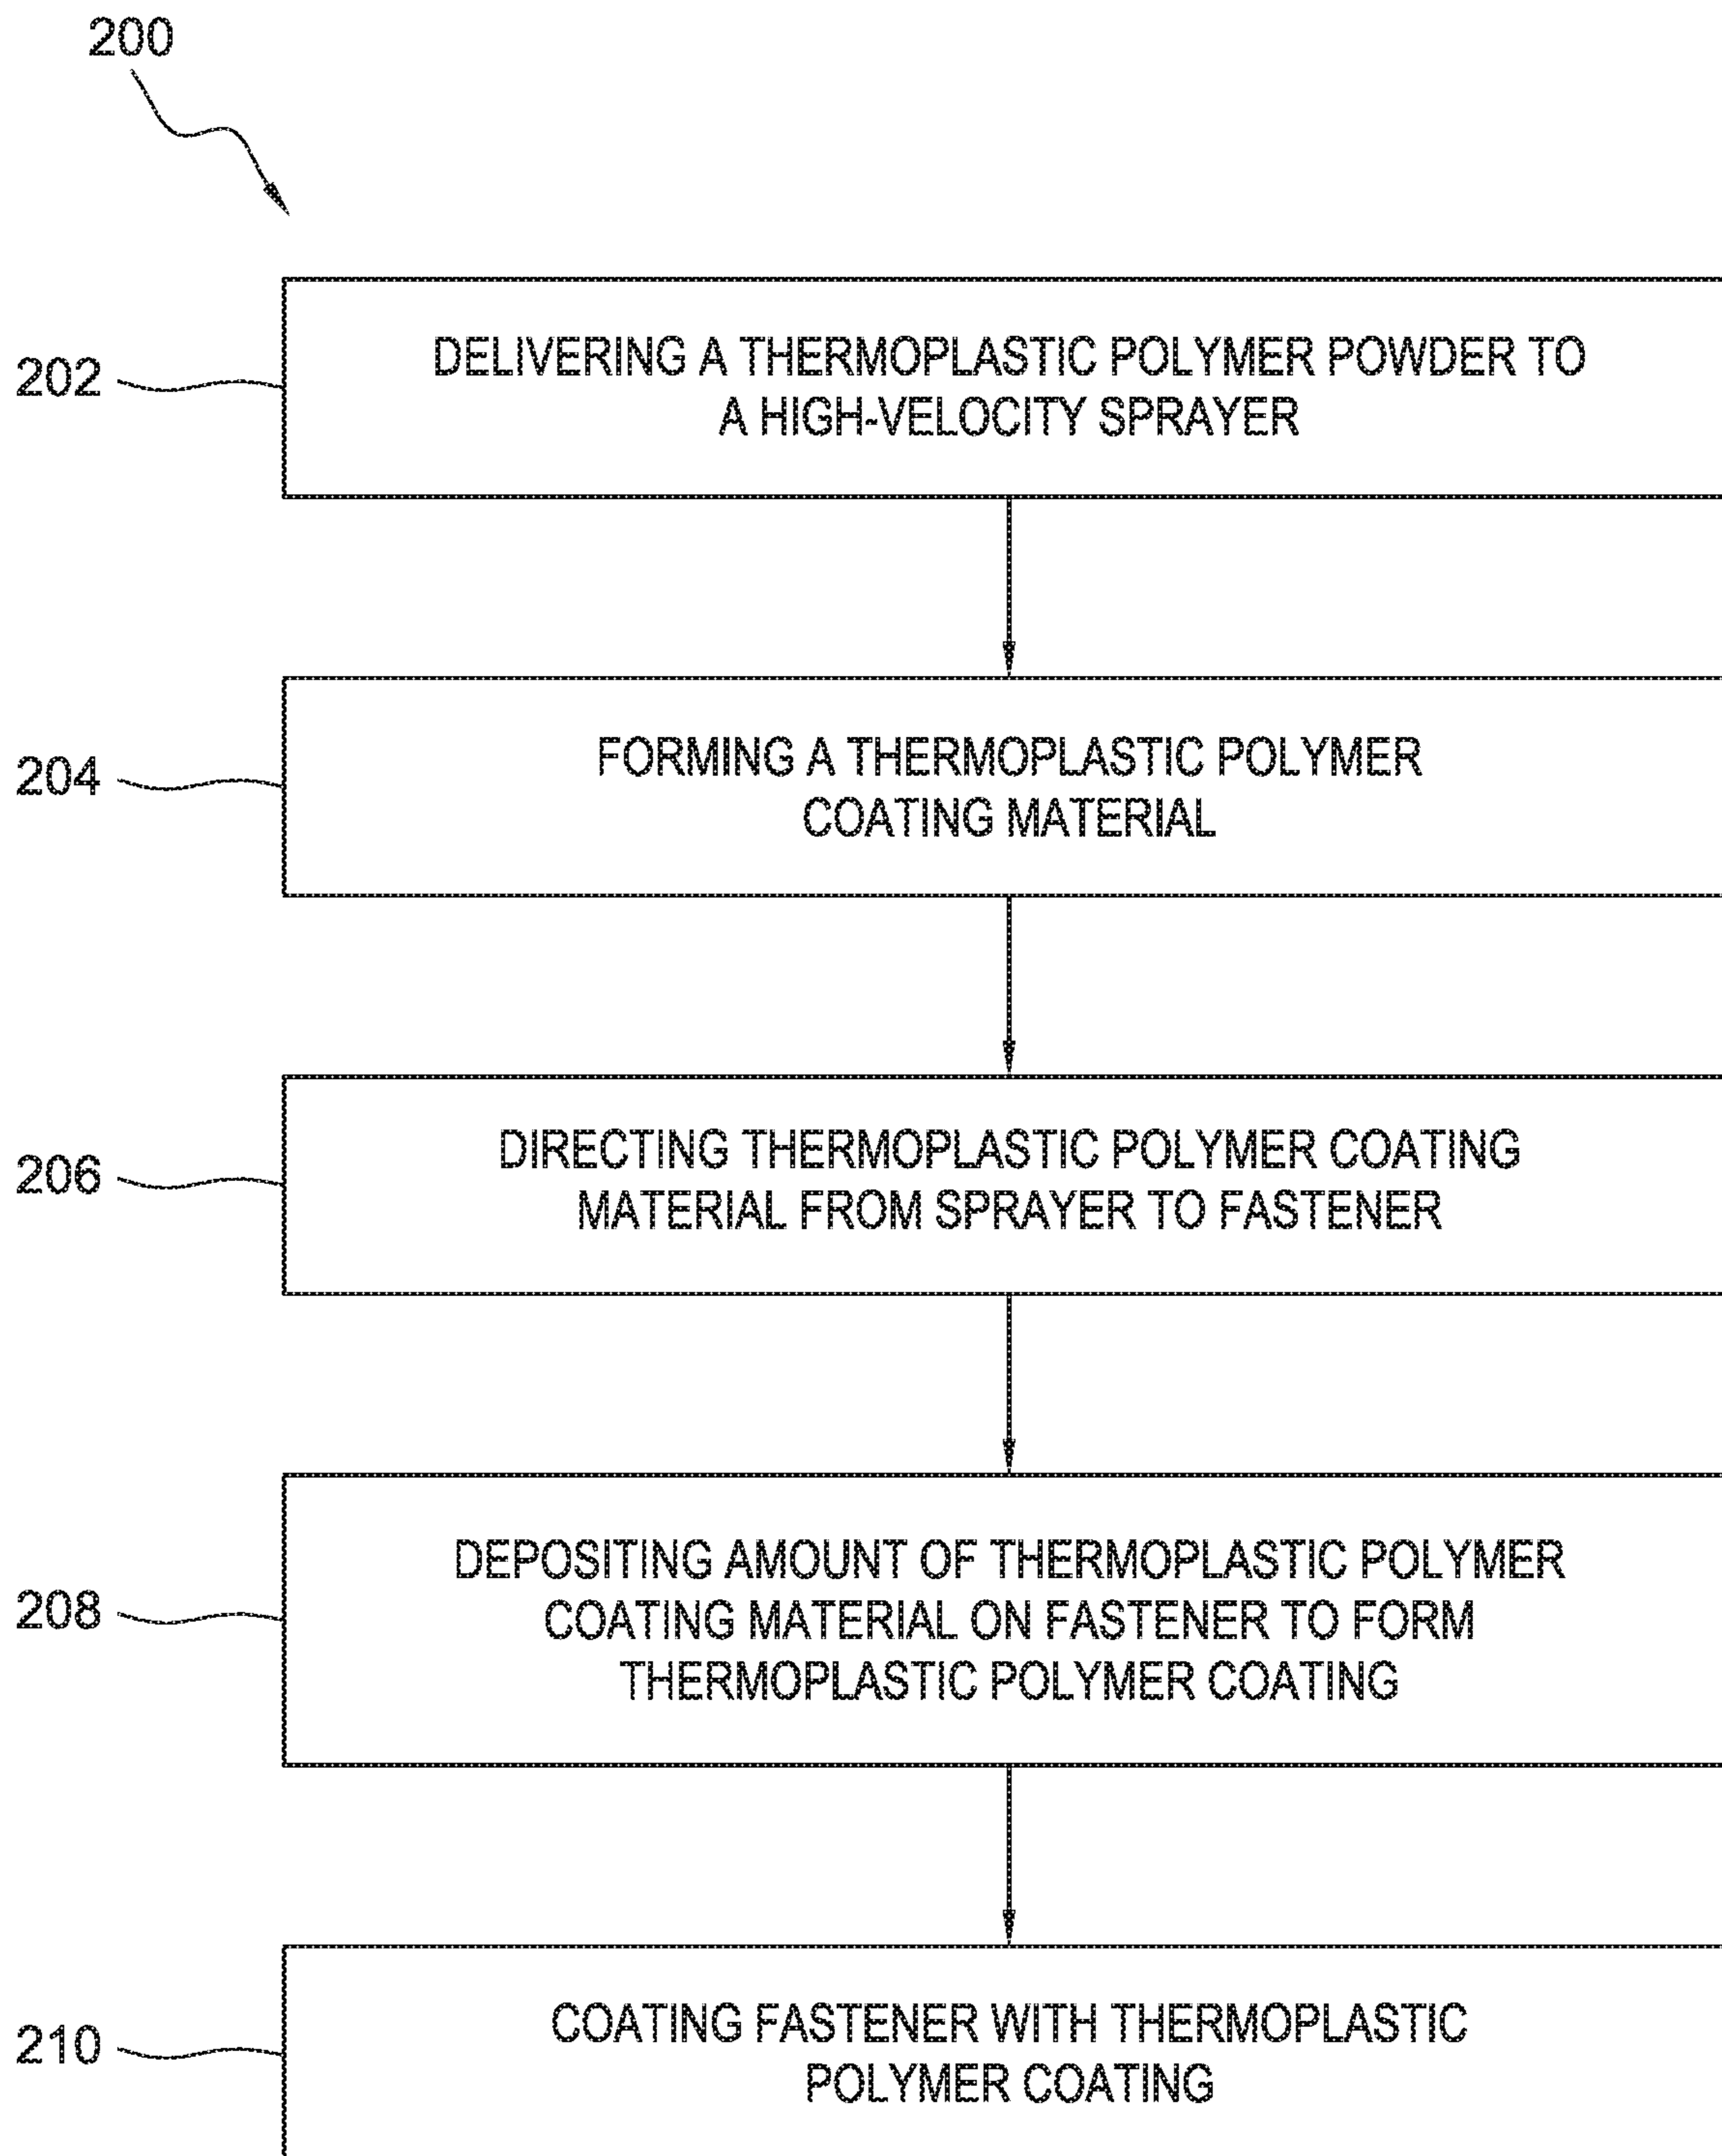 200
202
DELIVERING A THERMOPLASTIC POLYMER POWDER TO
A HIGH-VELOCITY SPRAYER
204
FORMING A THERMOPLASTIC POLYMER
COATING MATERIAL
206
DIRECTING THERMOPLASTIC POLYMER COATING
MATERIAL FROM SPRAYER TO FASTENER
208
DEPOSITING AMOUNT OF THERMOPLASTIC POLYMER
COATING MATERIAL ON FASTENER TO FORM
THERMOPLASTIC POLYMER COATING
210
COATING FASTENER WITH THERMOPLASTIC
POLYMER COATING